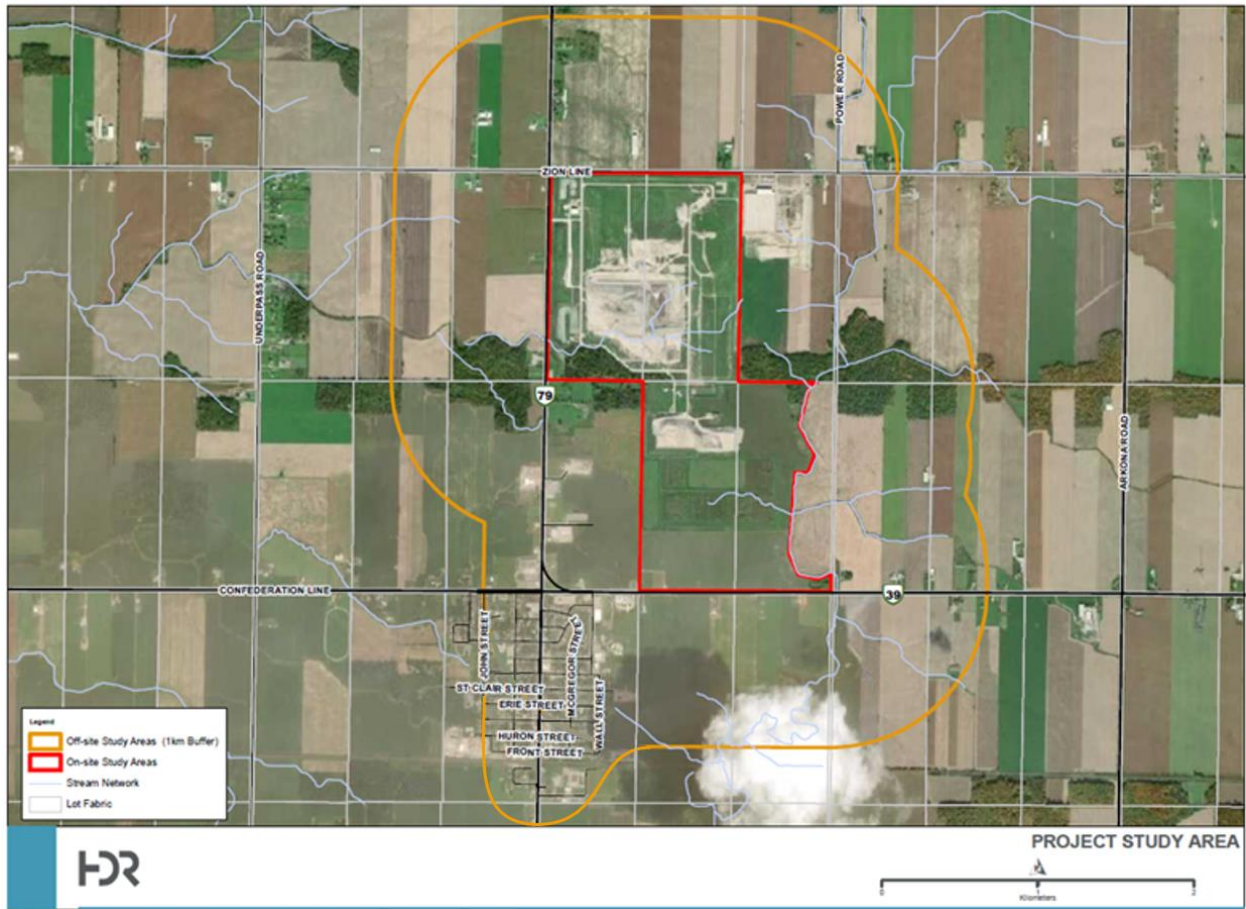 POWER ROAD
ZION LINE
UNDERPASS ROAD
79
ARKONA ROAD
CONFEDERATION LINE
39
JOHN STREET
MCGREGOR STREET
ST CLAIR STREET
ERIE STREET
WALL STREET
HURON STREET
FRONT STREET
Legend
Off-site Study Areas (1km Buffer)
On-site Study Areas
Stream Network
Lot Fabric
PROJECT STUDY AREA
HDR
0 1 2
Kilometers